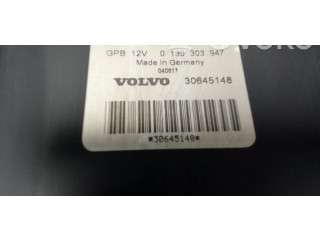 GPB 12V 0 130 303 947
Made in Germany
040817
VOLVO 30645148
*30645148*